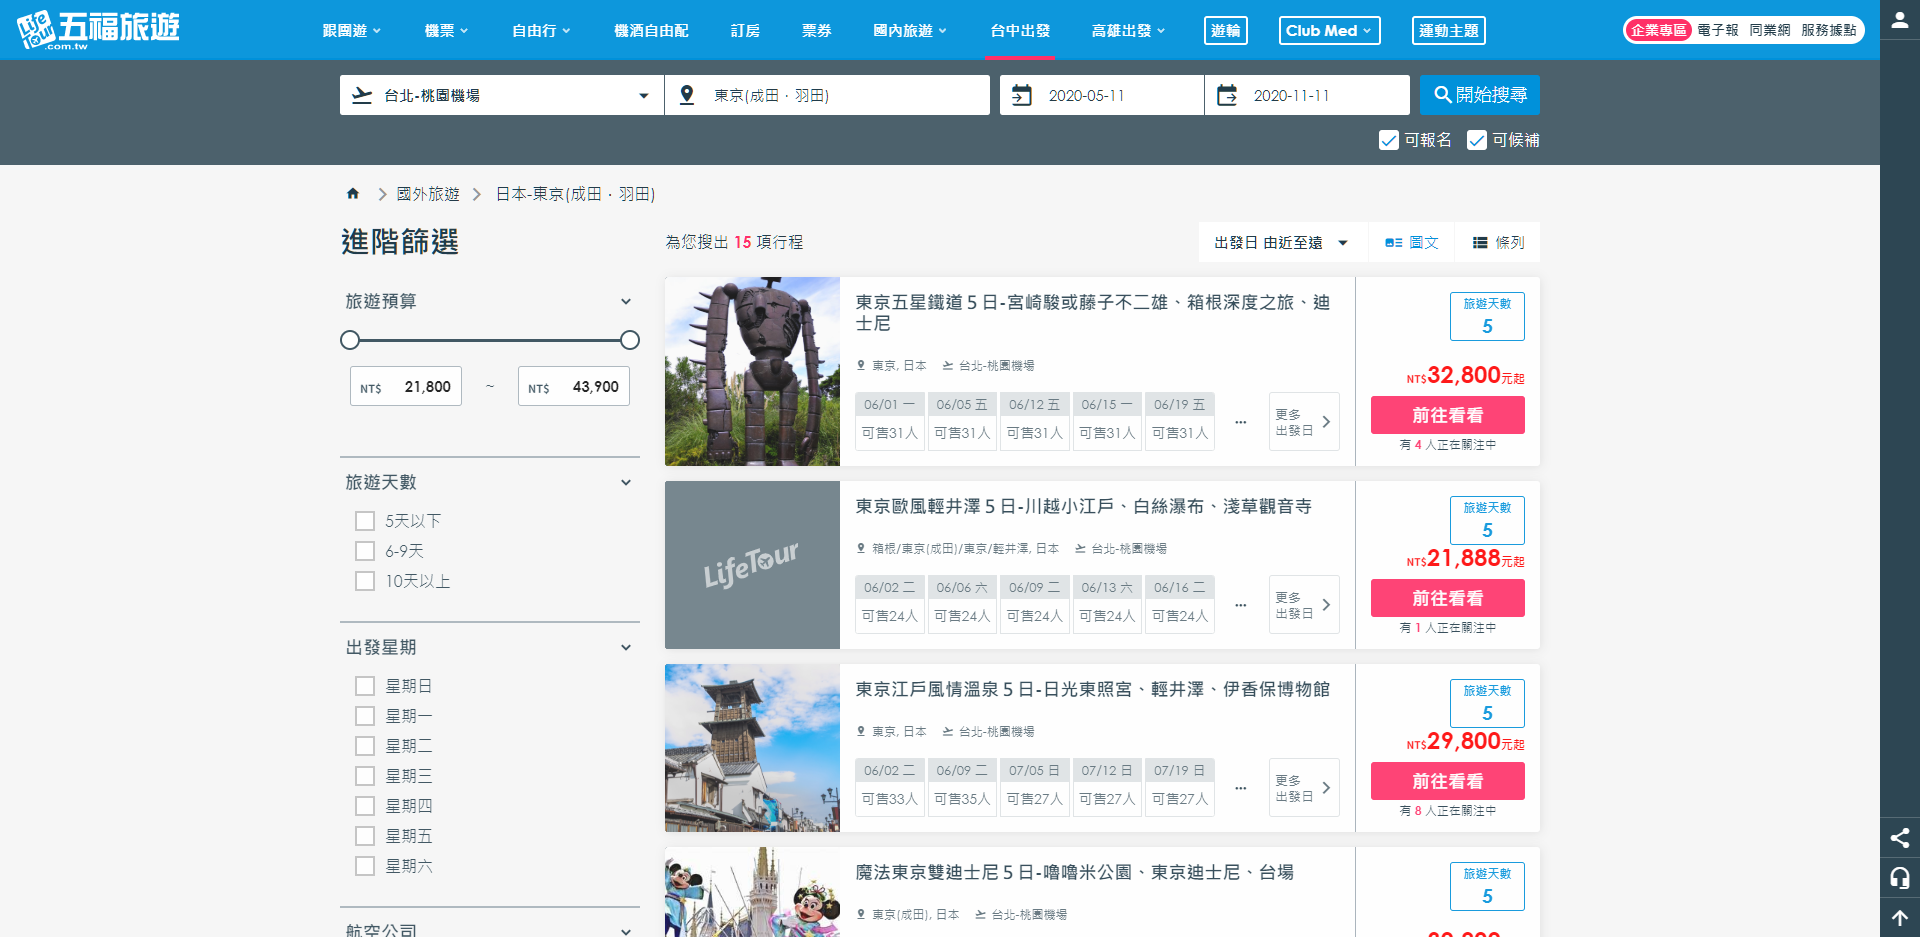 Life 五福旅遊
.com.tw
跟團遊 機票 自由行 機酒自由配 訂房 票券 國內旅遊 台中出發 高雄出發 遊輪 Club Med 運動主題
企業專區 電子報 同業網 服務據點
台北-桃園機場 東京(成田・羽田) 2020-05-11 2020-11-11 開始搜尋
可報名 可候補
國外旅遊 日本-東京(成田・羽田)
進階篩選
為您搜出 15 項行程 出發日 由近至遠 圖文 條列
旅遊預算
NT$ 21,800 ~ NT$ 43,900
旅遊天數
5天以下
6-9天
10天以上
出發星期
星期日
星期一
星期二
星期三
星期四
星期五
星期六
航空公司
東京五星鐵道５日-宮崎駿或藤子不二雄、箱根深度之旅、迪
士尼
東京, 日本 台北-桃園機場
06/01 一 06/05 五 06/12 五 06/15 一 06/19 五
可售31人 可售31人 可售31人 可售31人 可售31人 ... 更多
出發日
旅遊天數
5
NT$32,800元起
前往看看
有 4 人正在關注中
LifeTour
東京歐風輕井澤５日-川越小江戶、白絲瀑布、淺草觀音寺
箱根/東京(成田)/東京/輕井澤, 日本 台北-桃園機場
06/02 二 06/06 六 06/09 二 06/13 六 06/16 二
可售24人 可售24人 可售24人 可售24人 可售24人 ... 更多
出發日
旅遊天數
5
NT$21,888元起
前往看看
有 1 人正在關注中
東京江戶風情溫泉５日-日光東照宮、輕井澤、伊香保博物館
東京, 日本 台北-桃園機場
06/02 二 06/09 二 07/05 日 07/12 日 07/19 日
可售33人 可售35人 可售27人 可售27人 可售27人 ... 更多
出發日
旅遊天數
5
NT$29,800元起
前往看看
有 8 人正在關注中
魔法東京雙迪士尼５日-嚕嚕米公園、東京迪士尼、台場
東京(成田), 日本 台北-桃園機場
旅遊天數
5